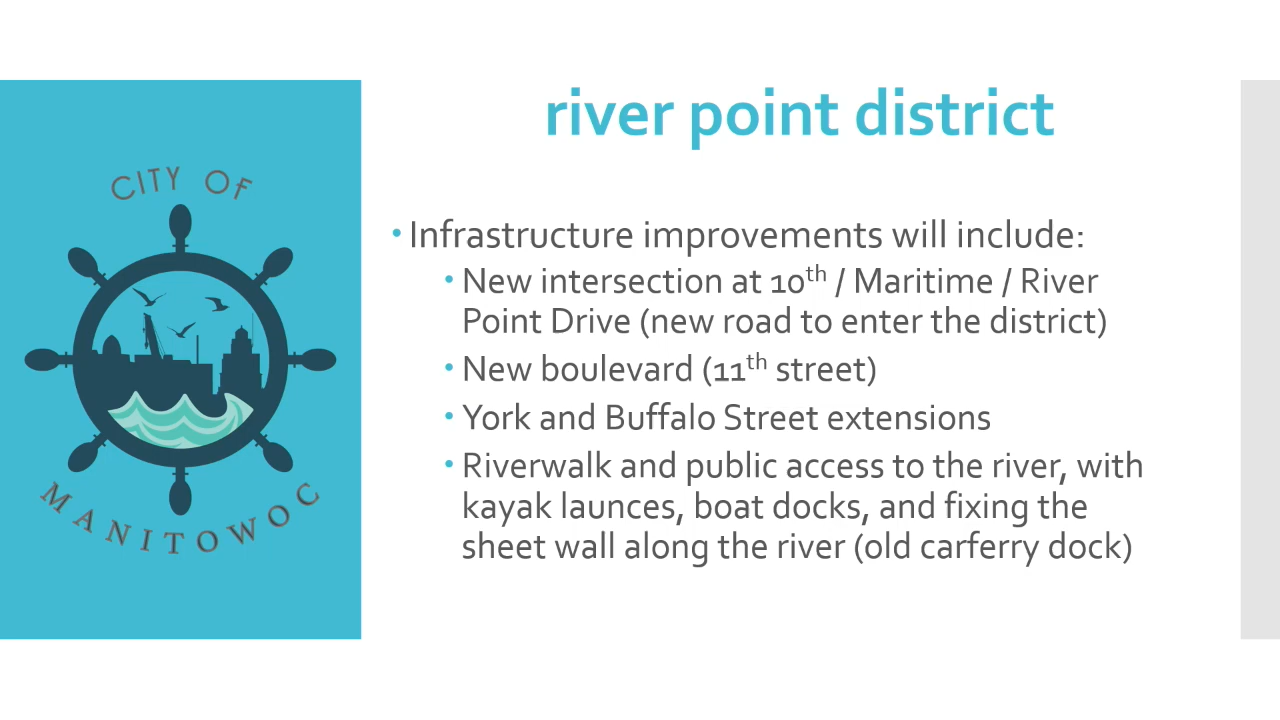 CITY OF
MANITOWOC
river point district
• Infrastructure improvements will include:
• New intersection at 10th / Maritime / River
Point Drive (new road to enter the district)
• New boulevard (11th street)
• York and Buffalo Street extensions
• Riverwalk and public access to the river, with
kayak launces, boat docks, and fixing the
sheet wall along the river (old carferry dock)